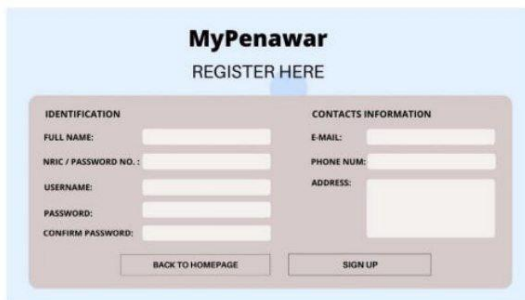 MyPenawar
REGISTER HERE
IDENTIFICATION
FULL NAME:
NRIC / PASSWORD NO. :
USERNAME:
PASSWORD:
CONFIRM PASSWORD:
CONTACTS INFORMATION
E-MAIL:
PHONE NUM:
ADDRESS:
BACK TO HOMEPAGE
SIGN UP